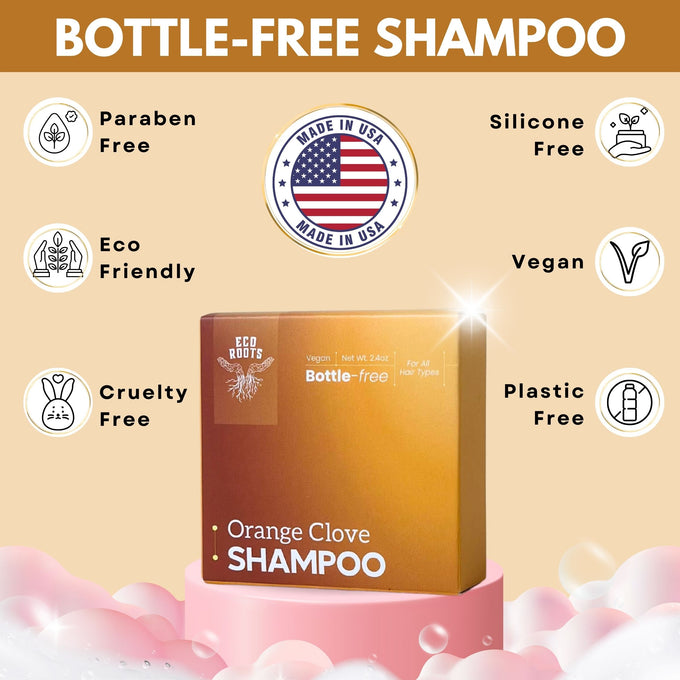 BOTTLE-FREE SHAMPOO
Paraben
Free
MADE IN USA
MADE IN USA
Silicone
Free
Eco
Friendly
Vegan
Cruelty
Free
Plastic
Free
ECO
ROOTS
Vegan
Net Wt. 2.4oz
Bottle-free
For All
Hair Types
Orange Clove
SHAMPOO